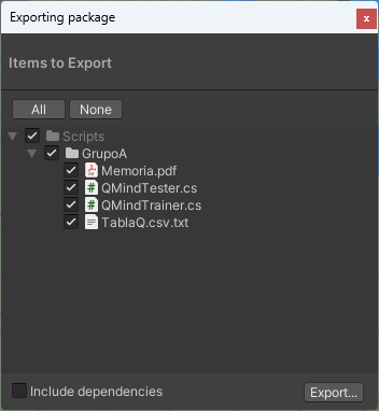 Exporting package
x
Items to Export
All None
Scripts
GrupoA
Memoria.pdf
QMindTester.cs
QMindTrainer.cs
TablaQ.csv.txt
Include dependencies Export...